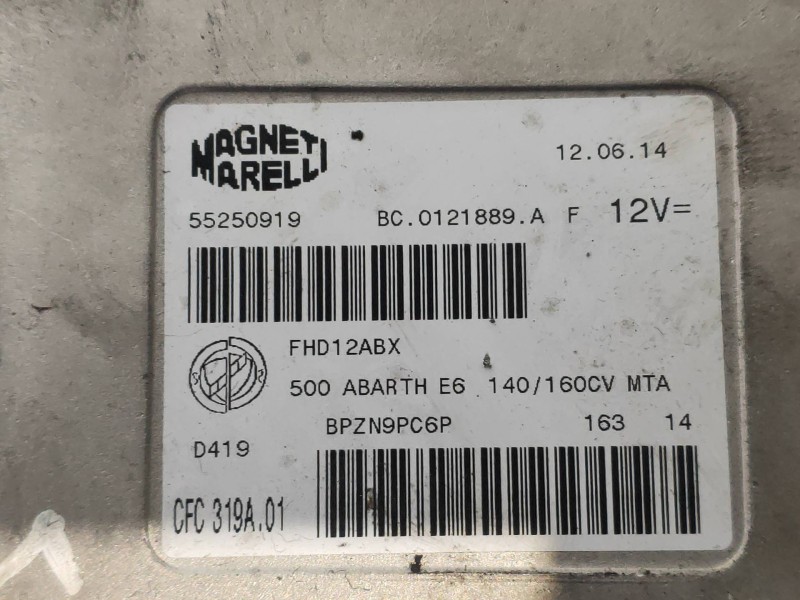 MAGNETI
MARELLI
12.06.14
55250919 BC.0121889.A F 12V=
FHD12ABX
500 ABARTH E6 140/160CV MTA
BPZN9PC6P 163 14
D419
CFC 319A.01